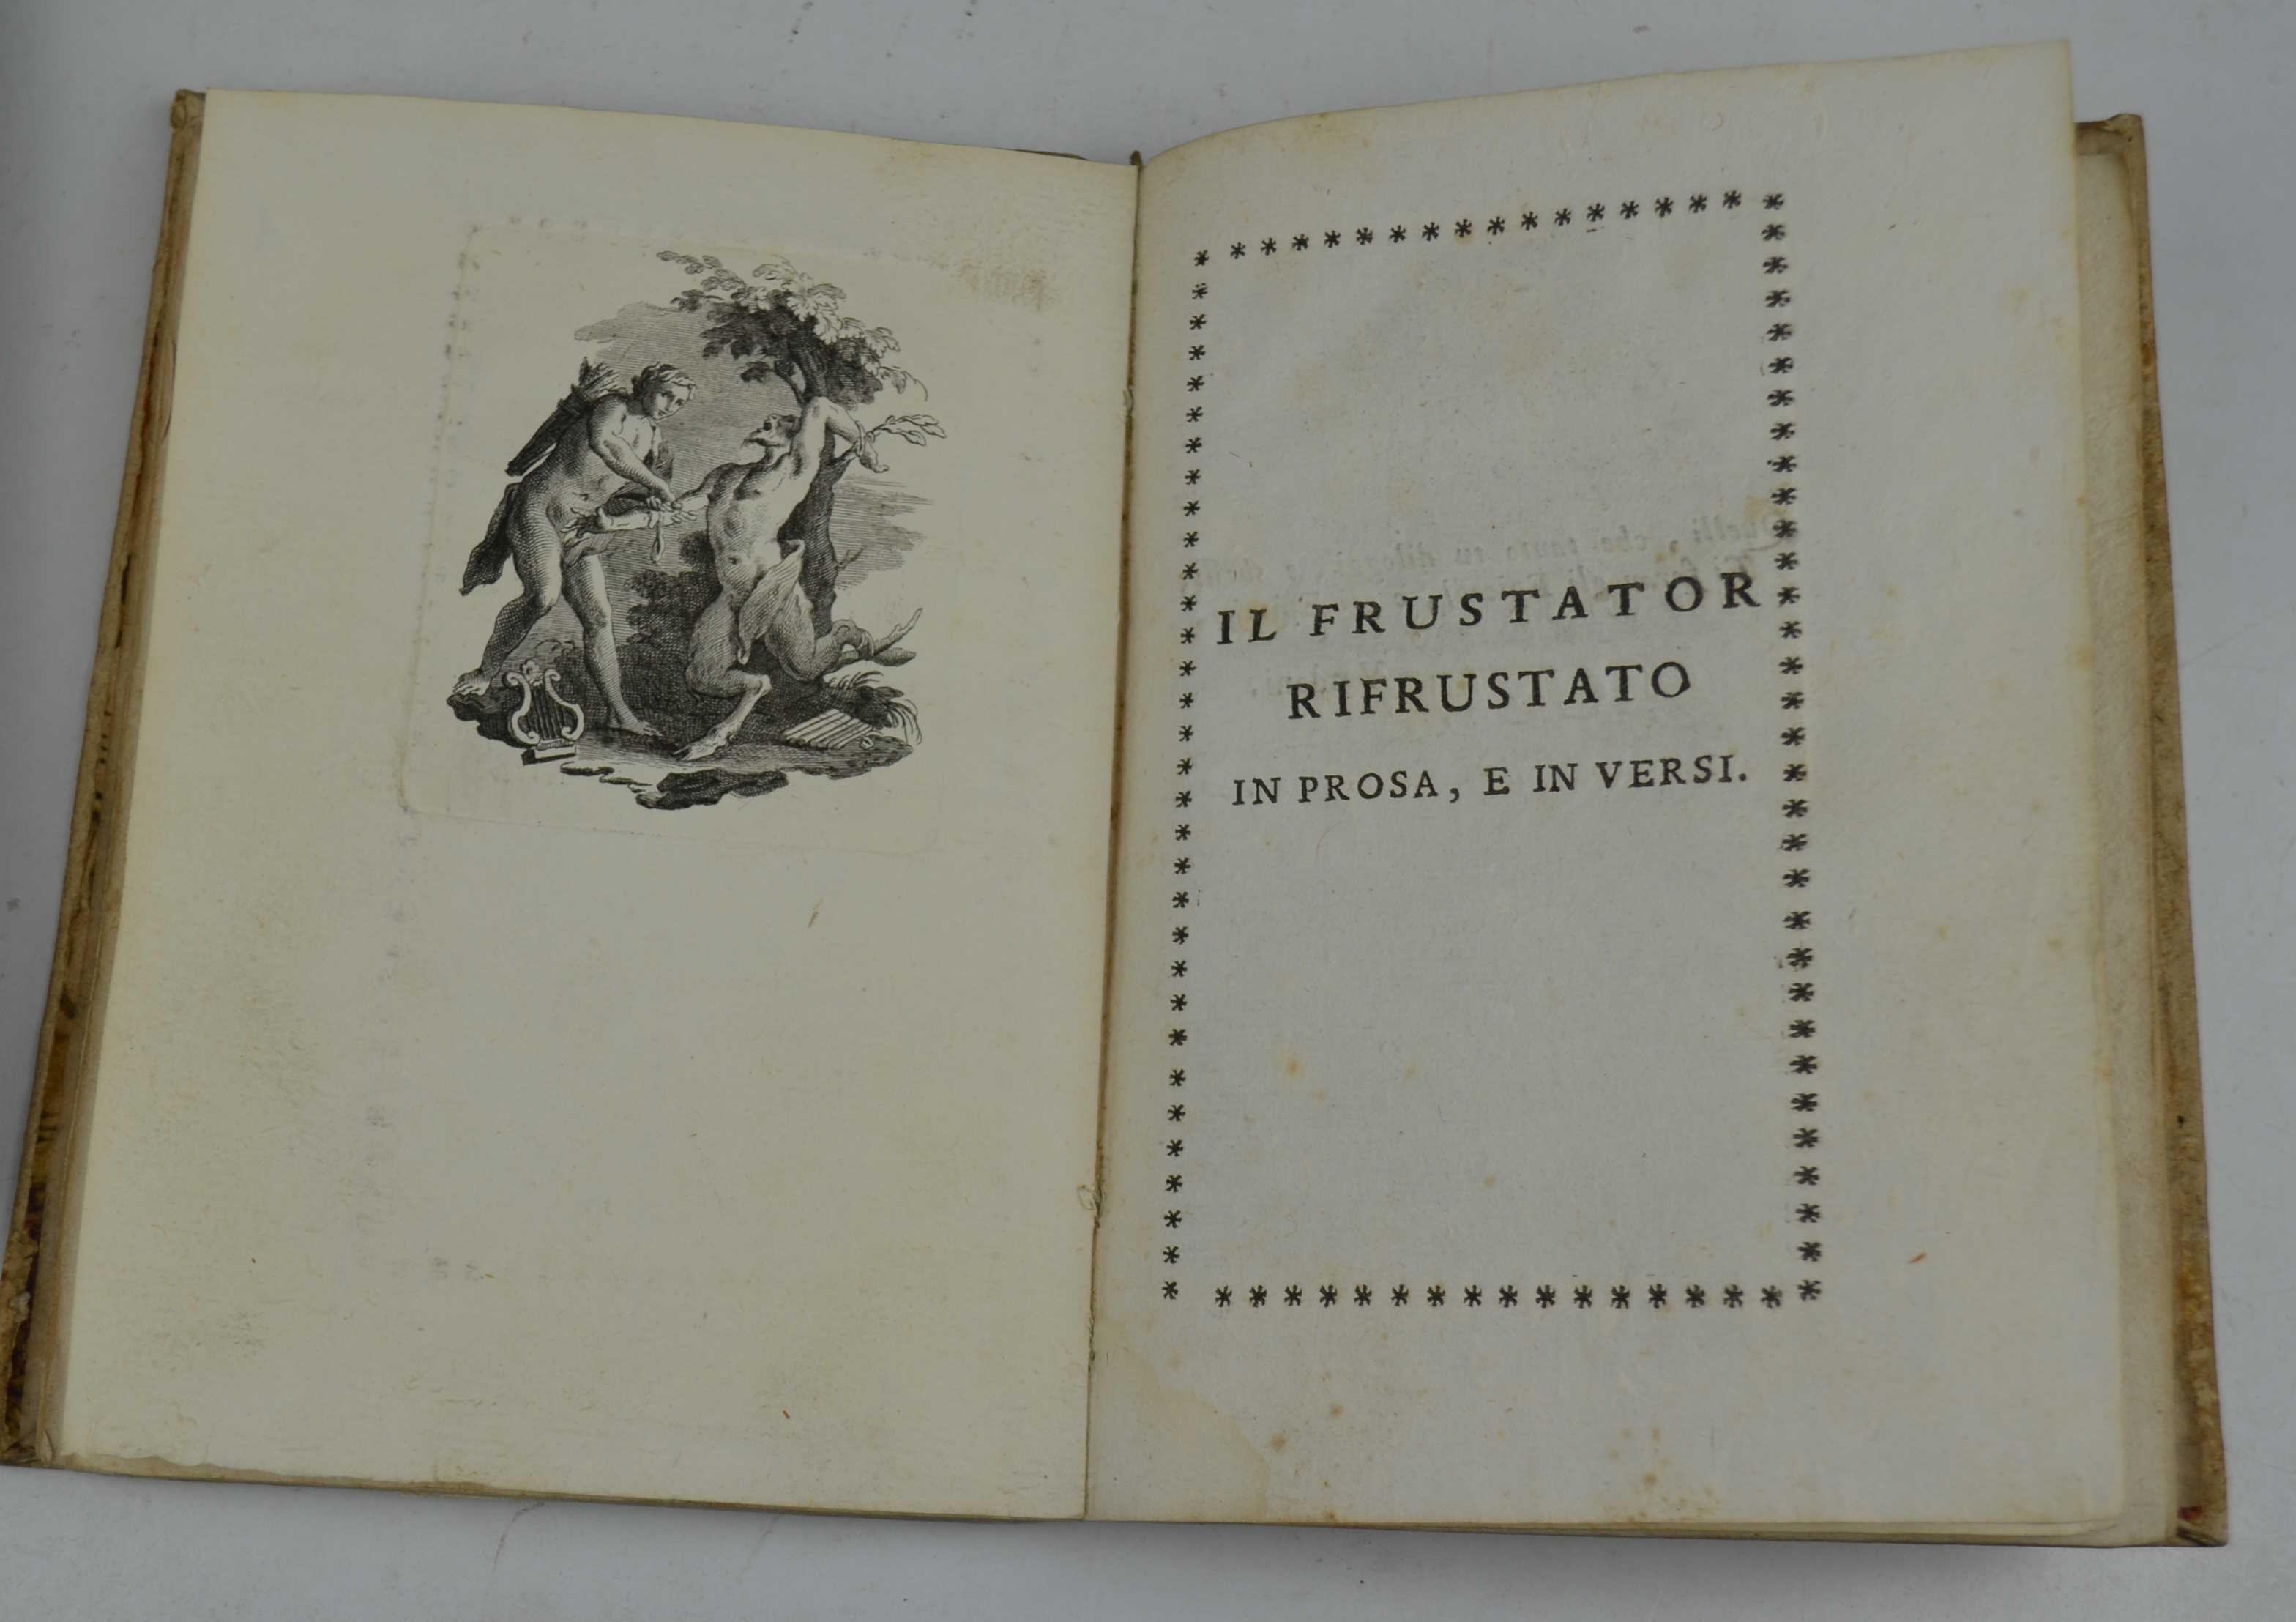 IL FRUSTATOR
RIFRUSTATO
IN PROSA, E IN VERSI.